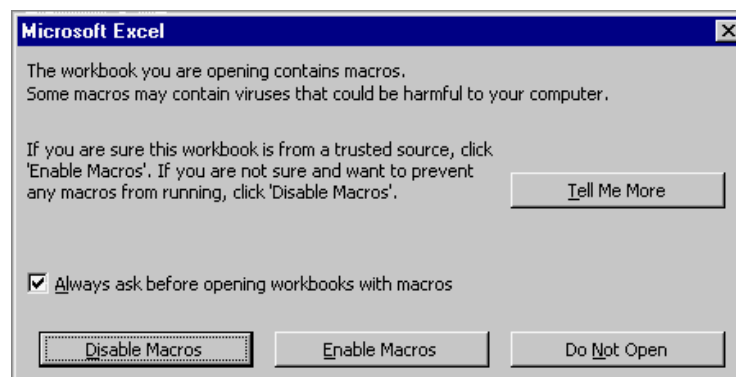 Microsoft Excel
The workbook you are opening contains macros.
Some macros may contain viruses that could be harmful to your computer.
If you are sure this workbook is from a trusted source, click
'Enable Macros'. If you are not sure and want to prevent
any macros from running, click 'Disable Macros'.
Tell Me More
Always ask before opening workbooks with macros
Disable Macros
Enable Macros
Do Not Open